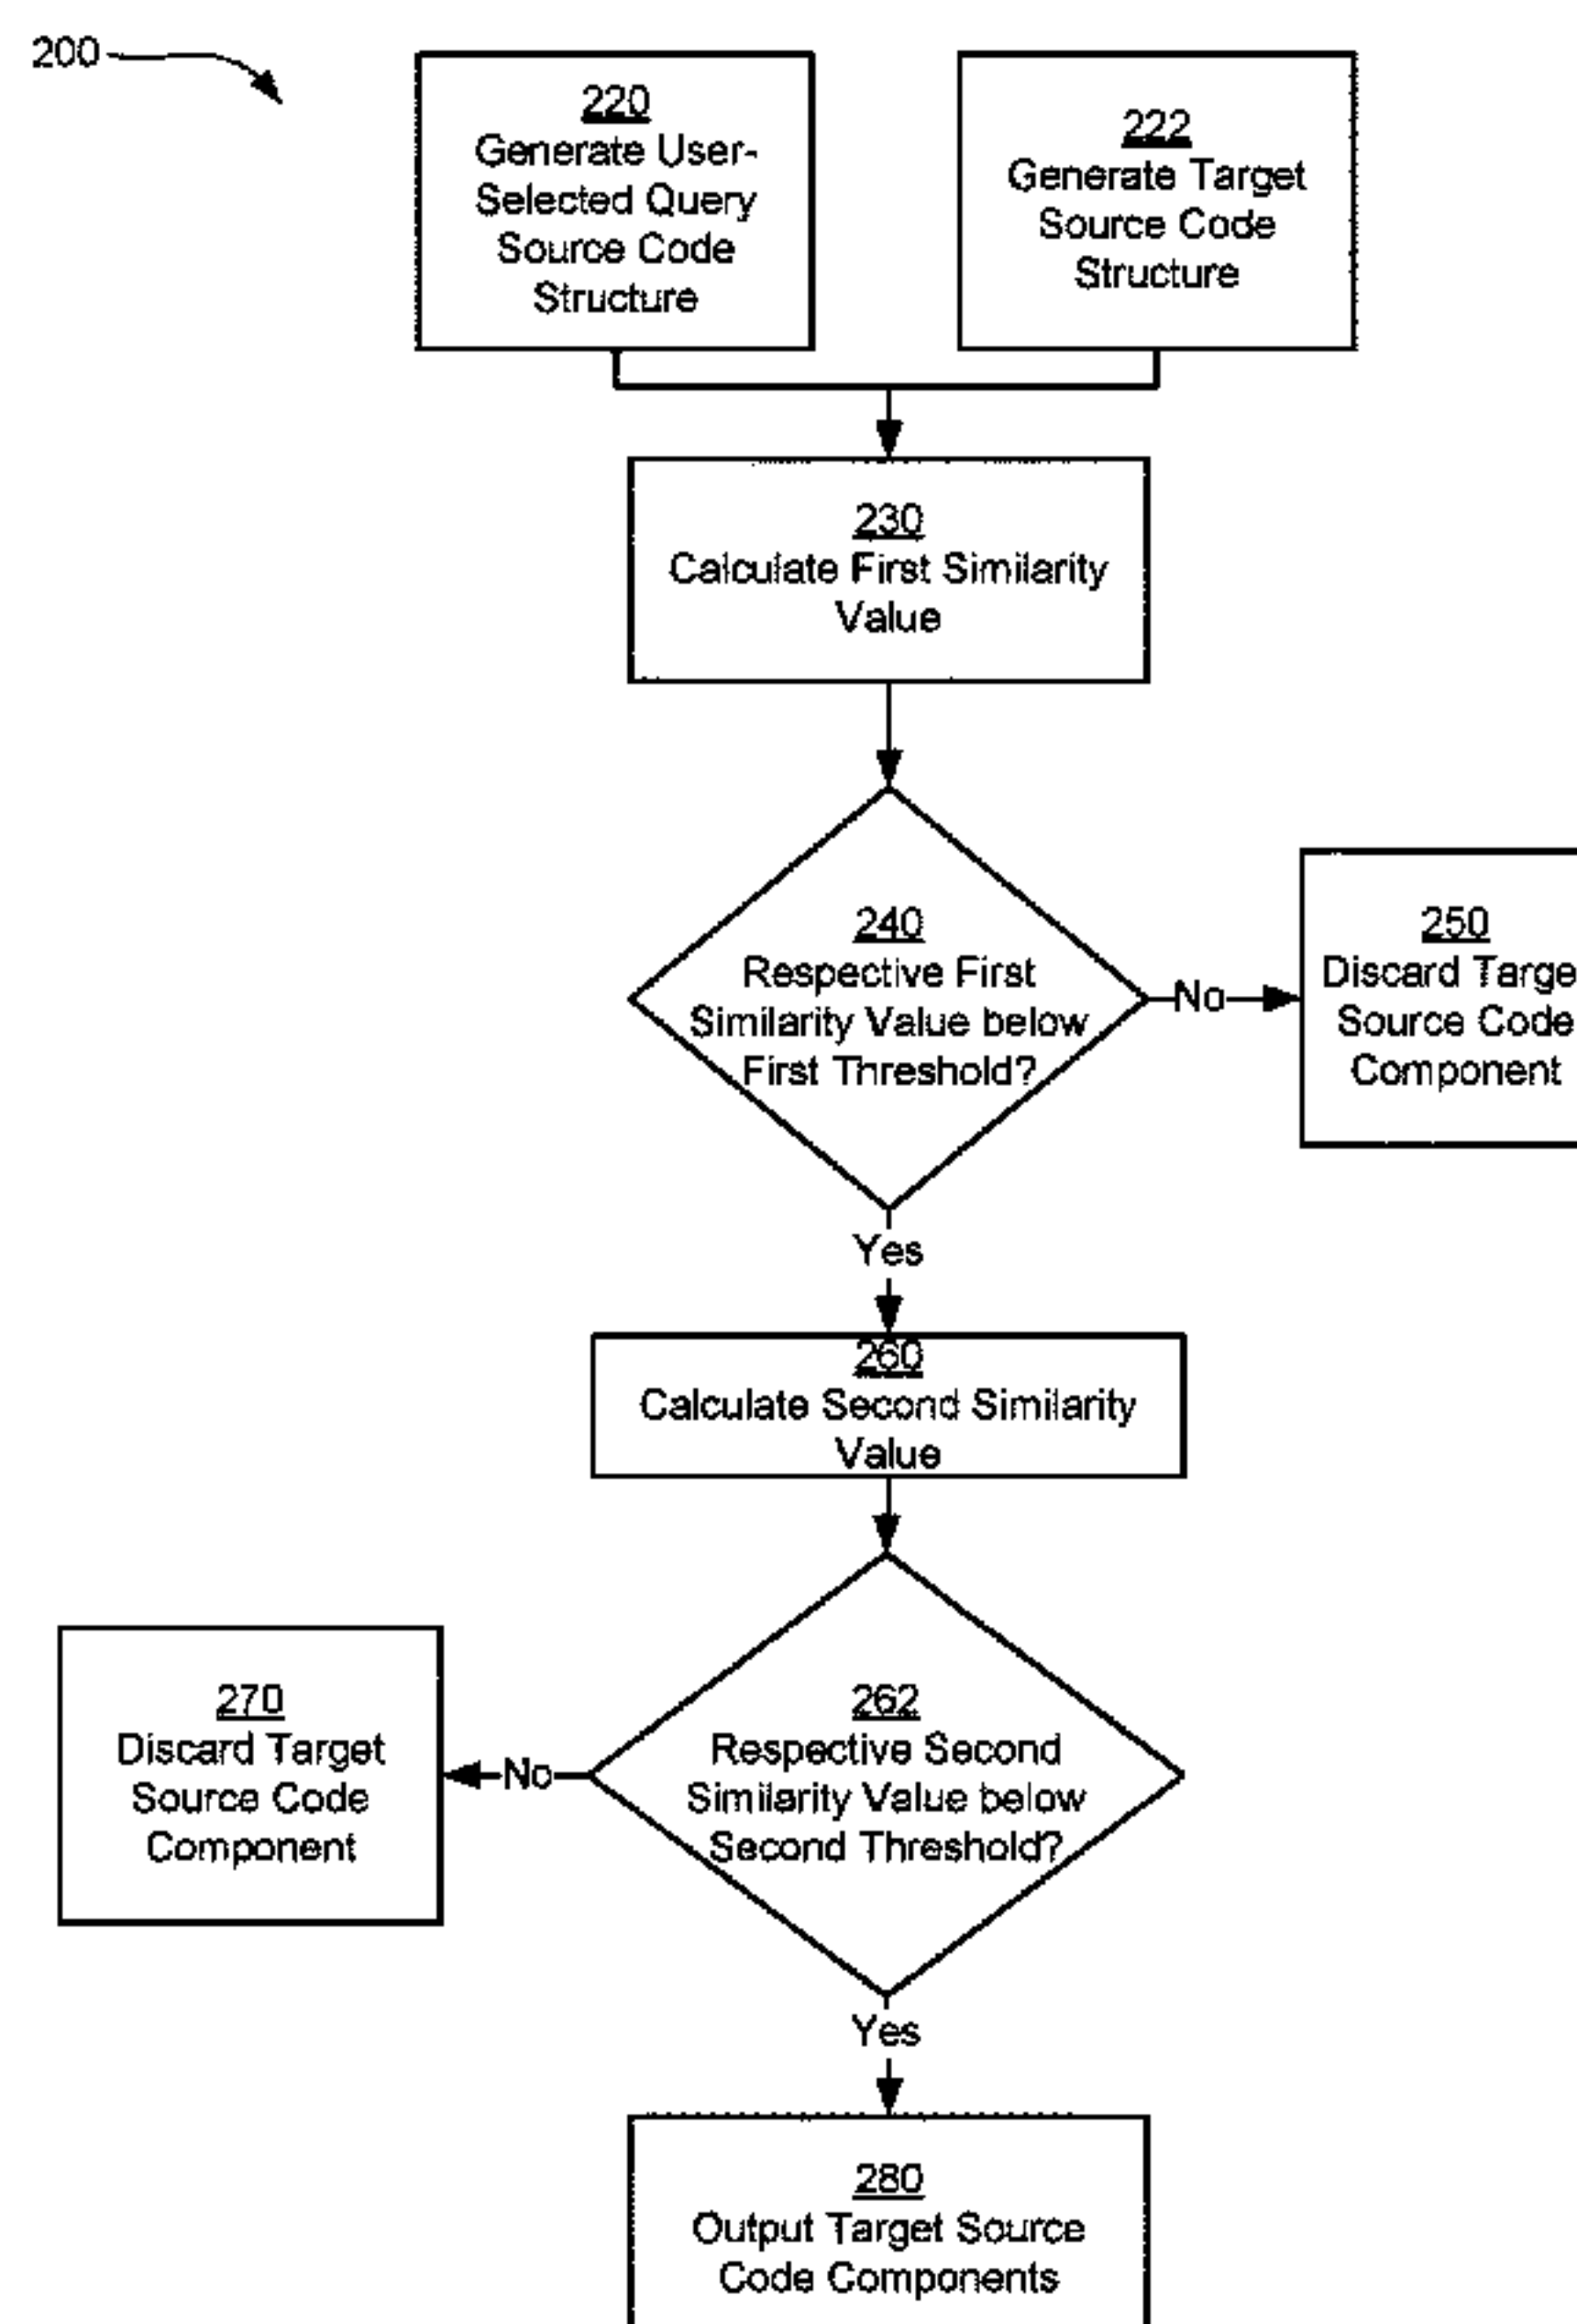 200
220
Generate User-
Selected Query
Source Code
Structure
222
Generate Target
Source Code
Structure
230
Calculate First Similarity
Value
240
Respective First
Similarity Value below
First Threshold?
No
250
Discard Targe
Source Code
Component
Yes
260
Calculate Second Similarity
Value
262
Respective Second
Similarity Value below
Second Threshold?
No
270
Discard Target
Source Code
Component
Yes
280
Output Target Source
Code Components